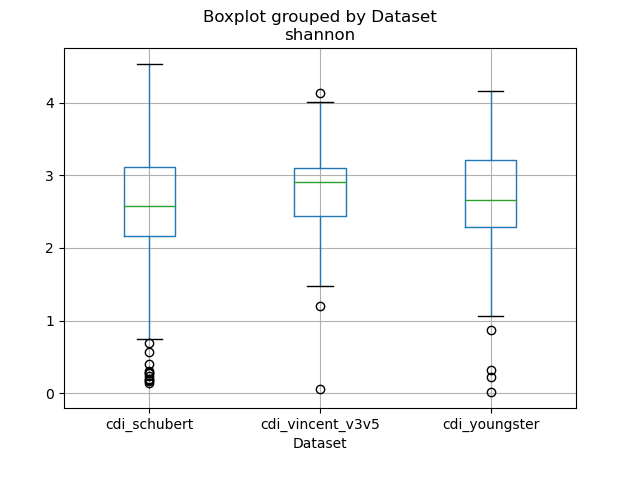 Boxplot grouped by Dataset
shannon
4
3
2
1
0
cdi_schubert cdi_vincent_v3v5 cdi_youngster
Dataset